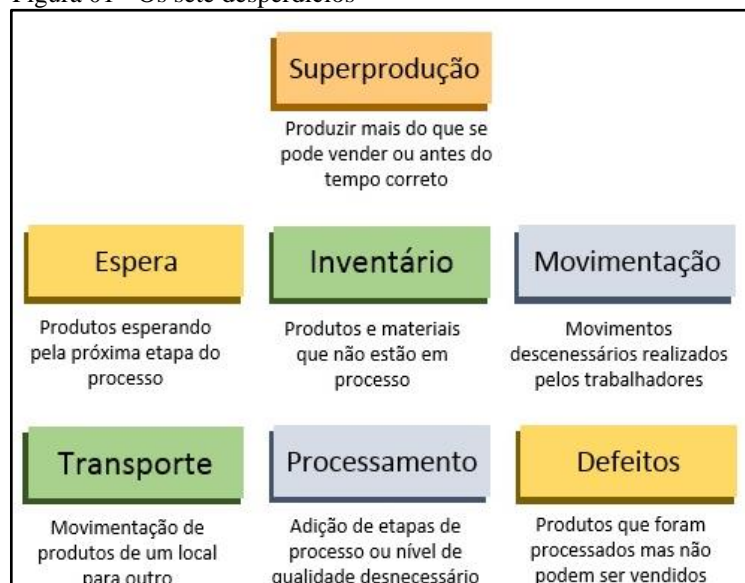 Figura 01 - Os sete desperdícios
Superprodução
Produzir mais do que se
pode vender ou antes do
tempo correto
Espera
Produtos esperando
pela próxima etapa do
processo
Inventário
Produtos e materiais
que não estão em
processo
Movimentação
Movimentos
descenessários realizados
pelos trabalhadores
Transporte
Movimentação de
produtos de um local
para outro
Processamento
Adição de etapas de
processo ou nível de
qualidade desnecessário
Defeitos
Produtos que foram
processados mas não
podem ser vendidos